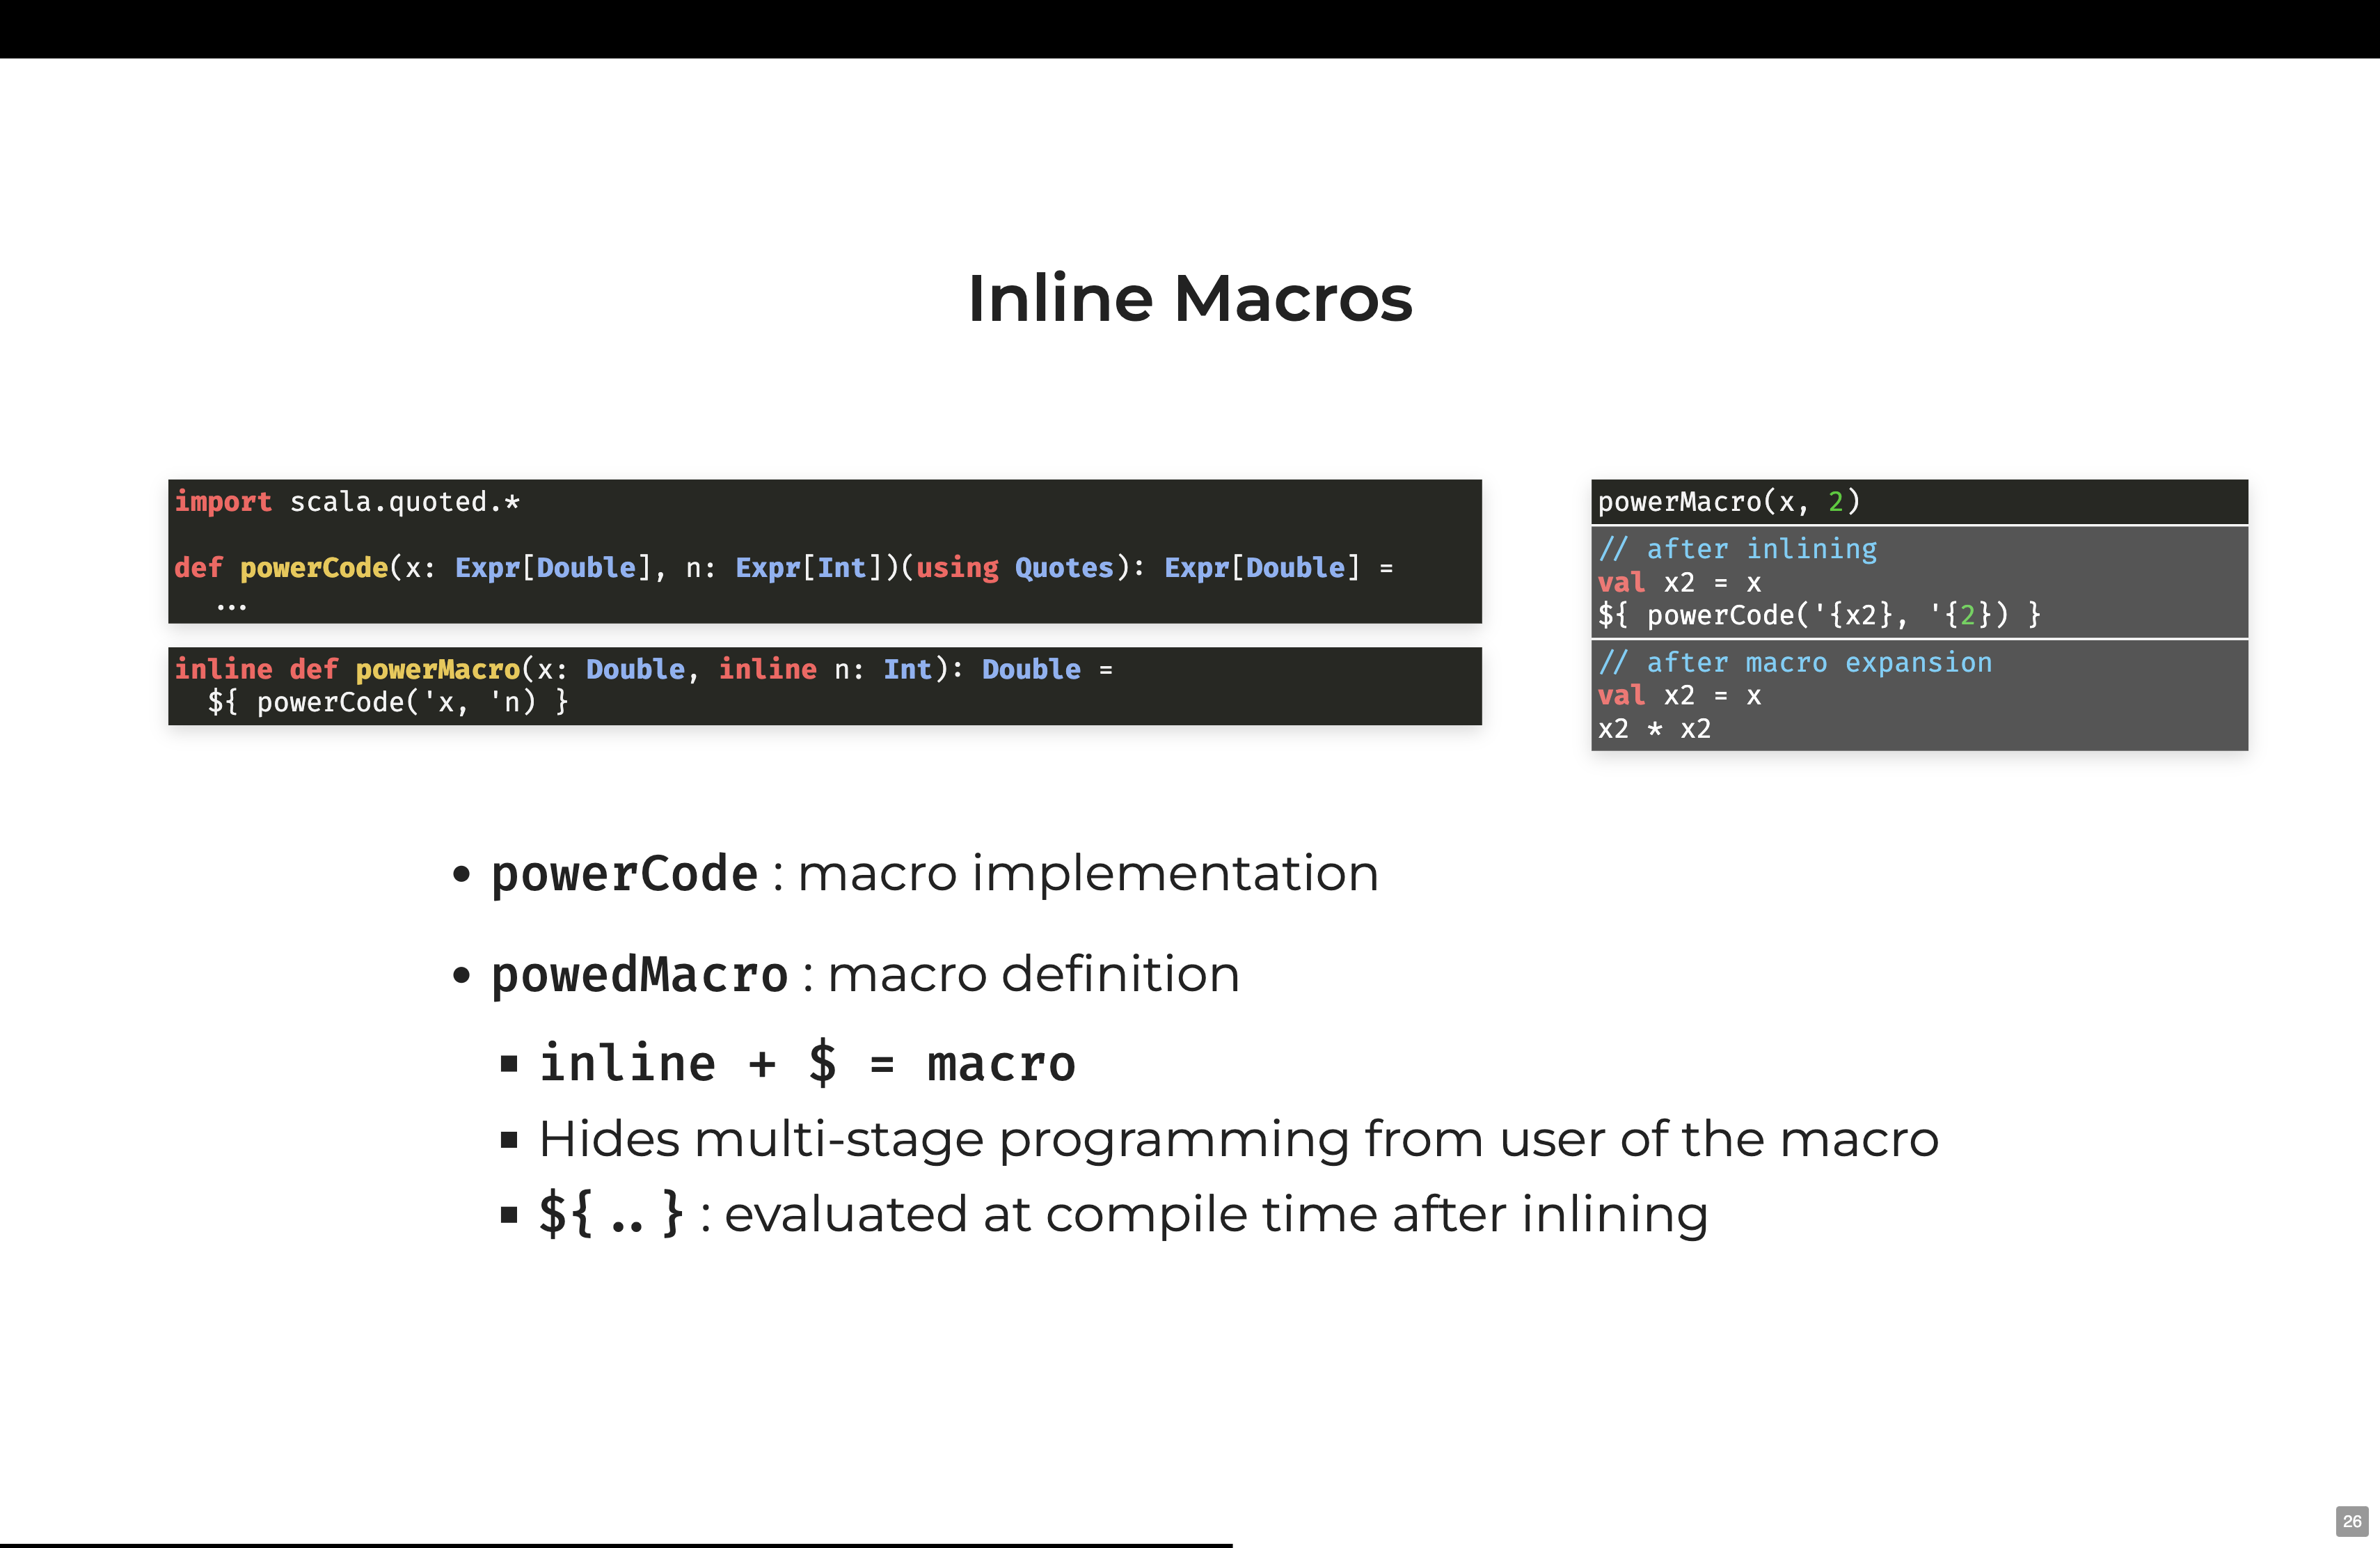 Inline Macros
import scala.quoted.*
def powerCode(x: Expr[Double], n: Expr[Int])(using Quotes): Expr[Double] =
...
inline def powerMacro(x: Double, inline n: Int): Double =
${ powerCode('x, 'n) }
powerMacro(x, 2)
// after inlining
val x2 = x
${ powerCode('{x2}, '{2}) }
// after macro expansion
val x2 = x
x2 * x2
• powerCode : macro implementation
• powedMacro : macro definition
▪ inline + $ = macro
▪ Hides multi-stage programming from user of the macro
▪ ${ .. } : evaluated at compile time after inlining
26